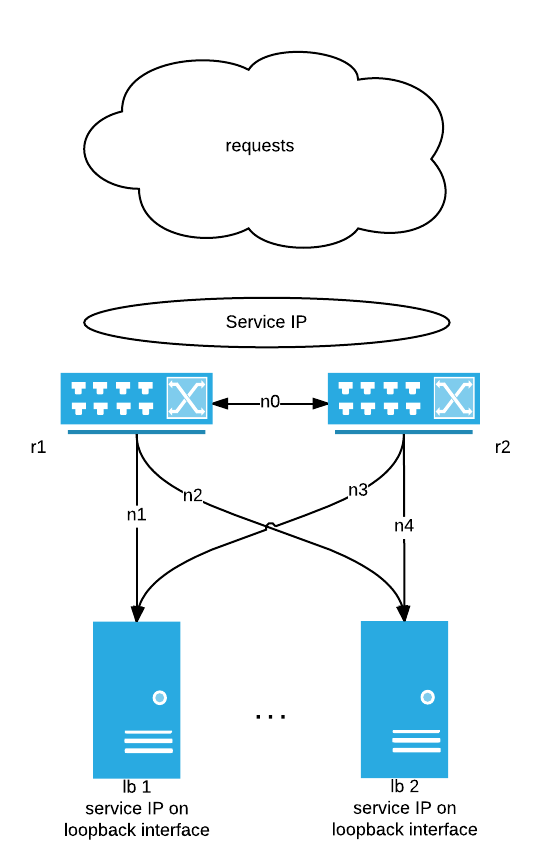 requests
Service IP
n0
r1
r2
n2
n3
n1
n4
...
lb 1
service IP on
loopback interface
lb 2
service IP on
loopback interface